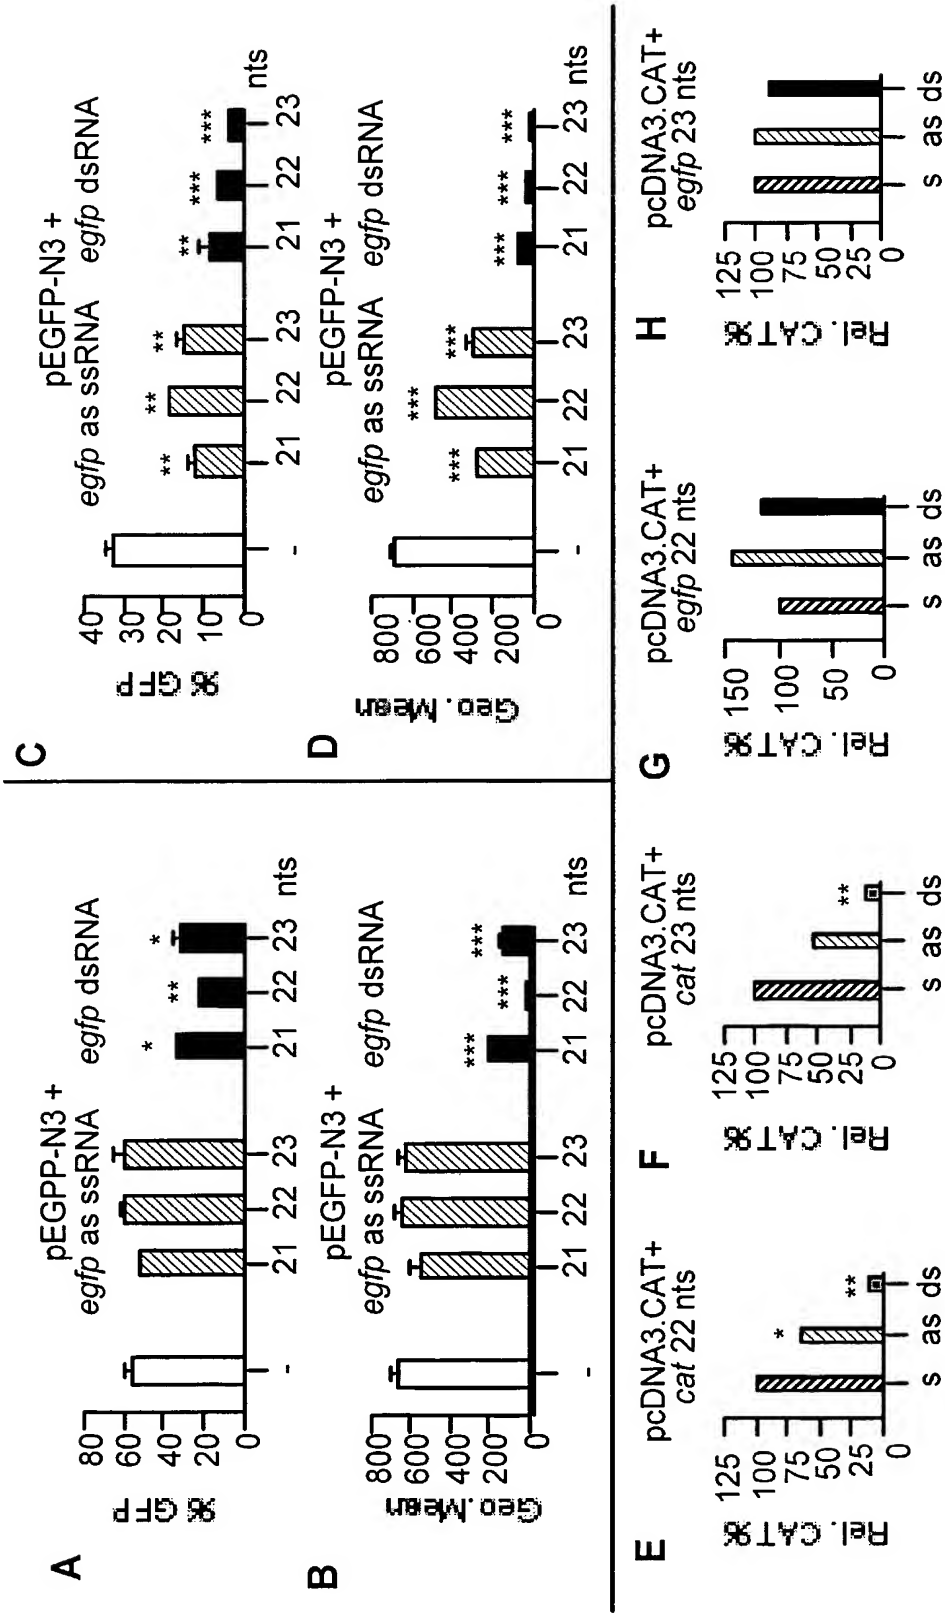 A
pEGPP-N3 +
egfp as ssRNA egfp dsRNA
% GFP
80
60
40
20
0
* ** *
- 21 22 23 21 22 23 nts
B
pEGFP-N3 +
egfp as ssRNA egfp dsRNA
Geo. Mean
800
600
400
200
0
*** *** ***
- 21 22 23 21 22 23 nts
C
pEGFP-N3 +
egfp as ssRNA egfp dsRNA
% GFP
40
30
20
10
0
** ** ** ** *** ***
- 21 22 23 21 22 23 nts
D
pEGFP-N3 +
egfp as ssRNA egfp dsRNA
Geo. Mean
800
600
400
200
0
*** *** *** *** *** ***
- 21 22 23 21 22 23 nts
E
pcDNA3.CAT+
cat 22 nts
Rel. CAT%
125
100
75
50
25
0
* **
s as ds
F
pcDNA3.CAT+
cat 23 nts
Rel. CAT%
125
100
75
50
25
0
**
s as ds
G
pcDNA3.CAT+
egfp 22 nts
Rel. CAT%
150
100
50
0
s as ds
H
pcDNA3.CAT+
egfp 23 nts
Rel. CAT%
125
100
75
50
25
0
s as ds